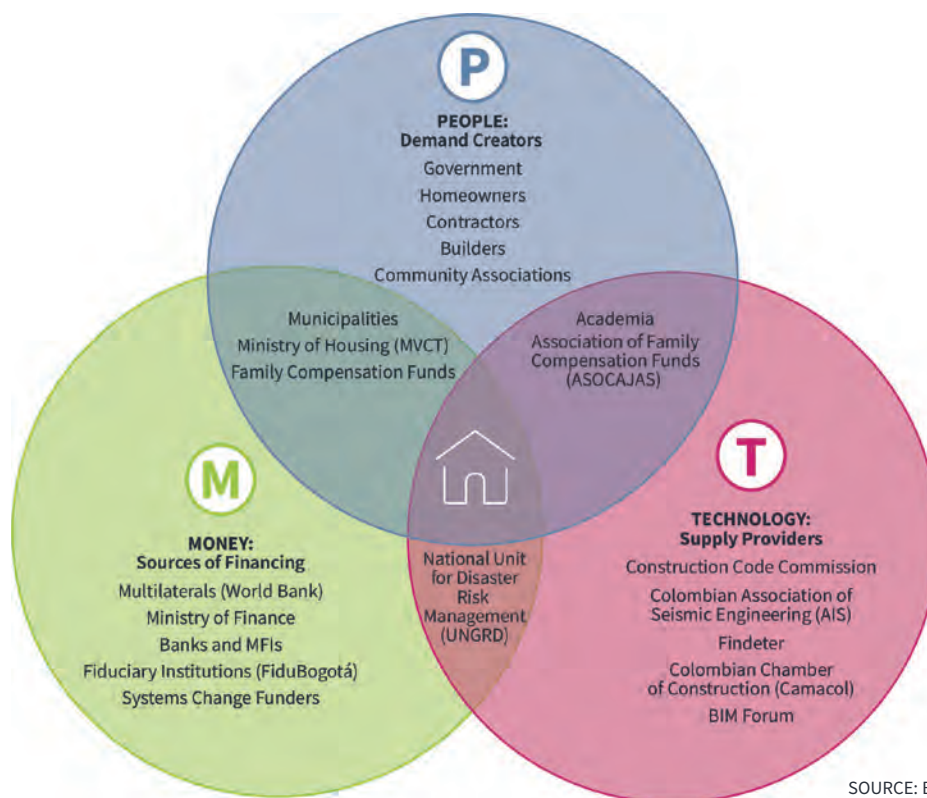 P
PEOPLE:
Demand Creators
Government
Homeowners
Contractors
Builders
Community Associations
Municipalities
Ministry of Housing (MVCT)
Family Compensation Funds
Academia
Association of Family
Compensation Funds
(ASOCAJAS)
M
MONEY:
Sources of Financing
Multilaterals (World Bank)
Ministry of Finance
Banks and MFIs
Fiduciary Institutions (FiduBogotá)
Systems Change Funders
National Unit
for Disaster
Risk
Management
(UNGRD)
T
TECHNOLOGY:
Supply Providers
Construction Code Commission
Colombian Association of
Seismic Engineering (AIS)
Findeter
Colombian Chamber
of Construction (Camacol)
BIM Forum
SOURCE: